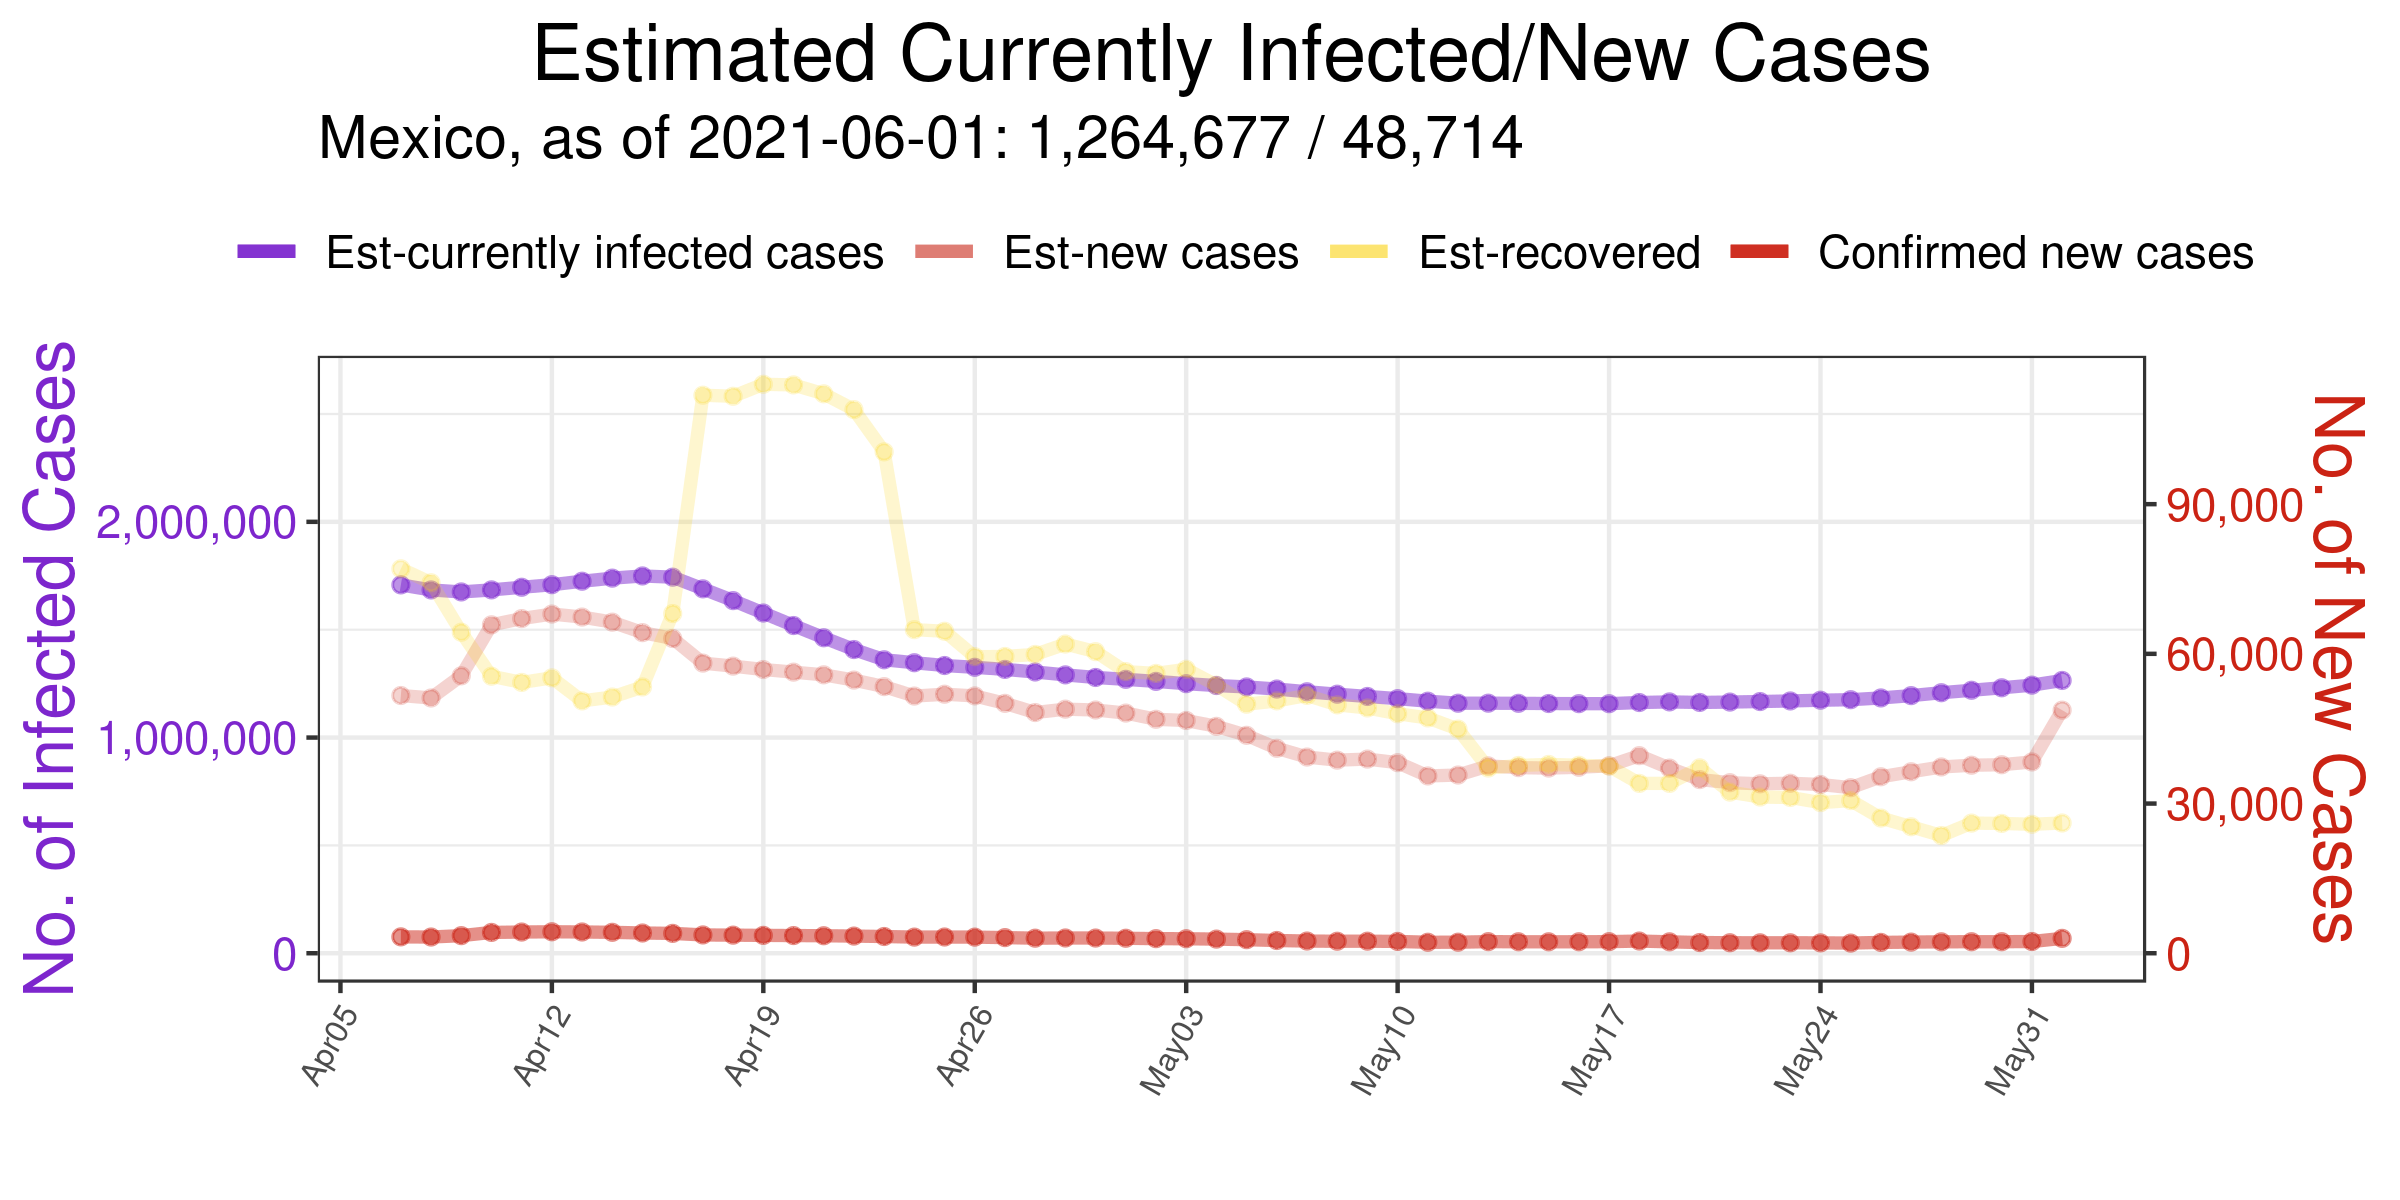 Estimated Currently Infected/New Cases
Mexico, as of 2021-06-01: 1,264,677 / 48,714
Est-currently infected cases Est-new cases Est-recovered Confirmed new cases
No. of Infected Cases
2,000,000
1,000,000
0
90,000
60,000
30,000
0
No. of New Cases
Apr05 Apr12 Apr19 Apr26 May03 May10 May17 May24 May31